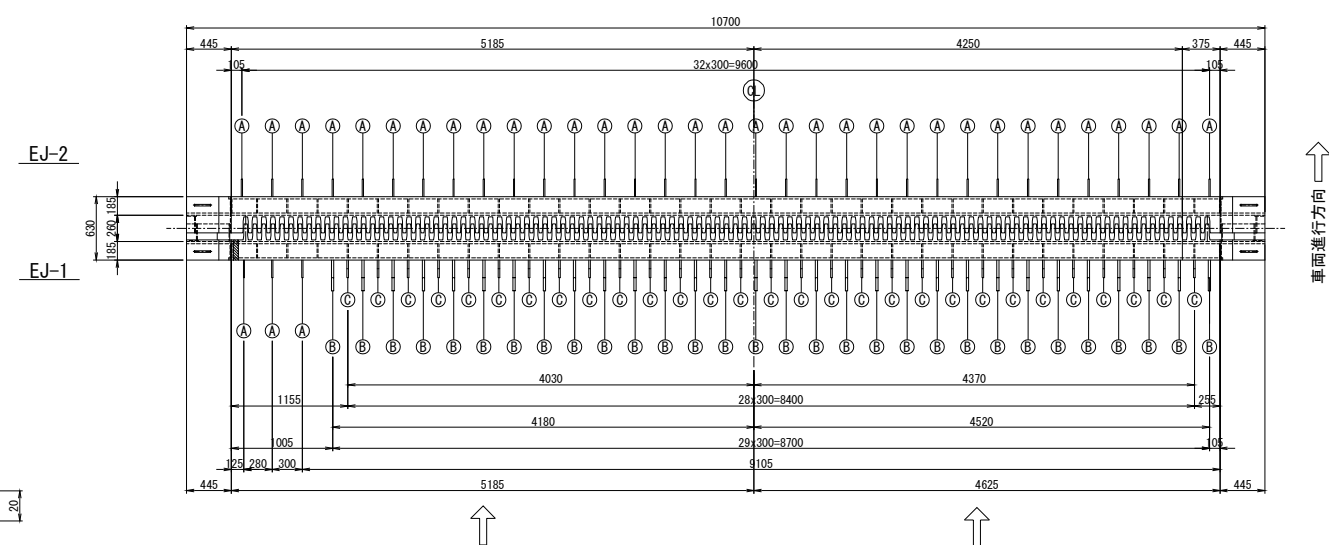 10700
445 5185 4250 375 445
105 32x300=9600 105
CL
A A A A A A A A A A A A A A A A A A A A A A A A A A A A A A A A A
EJ-2
185
630 260
185
EJ-1
車両進行方向
C C C C C C C C C C C C C C C C C C C C C C C C C C C C C
A A A
B B B B B B B B B B B B B B B B B B B B B B B B B B B B B B
4030 4370
1155 28x300=8400 255
4180 4520
1005 29x300=8700 105
125 280 300 9105
445 5185 4625 445
20